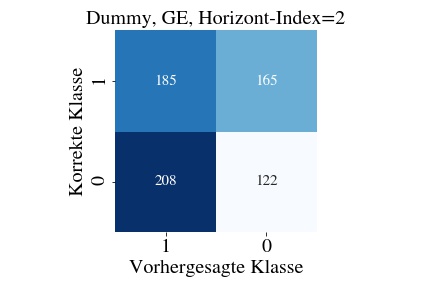 Dummy, GE, Horizont-Index=2
Korrekte Klasse
1
185
165
0
208
122
1
0
Vorhergesagte Klasse